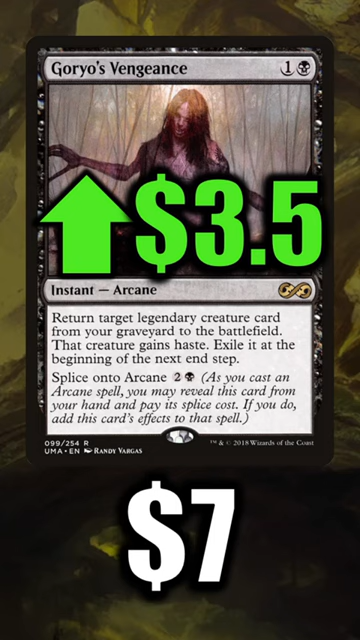 Goryo's Vengeance 1
$3.5
Instant — Arcane
Return target legendary creature card
from your graveyard to the battlefield.
That creature gains haste. Exile it at the
beginning of the next end step.
Splice onto Arcane 2 (As you cast an
Arcane spell, you may reveal this card from
your hand and pay its splice cost. If you do,
add this card's effects to that spell.)
099/254 R
UMA • EN Randy Vargas
™ & © 2018 Wizards of the Coast
$7